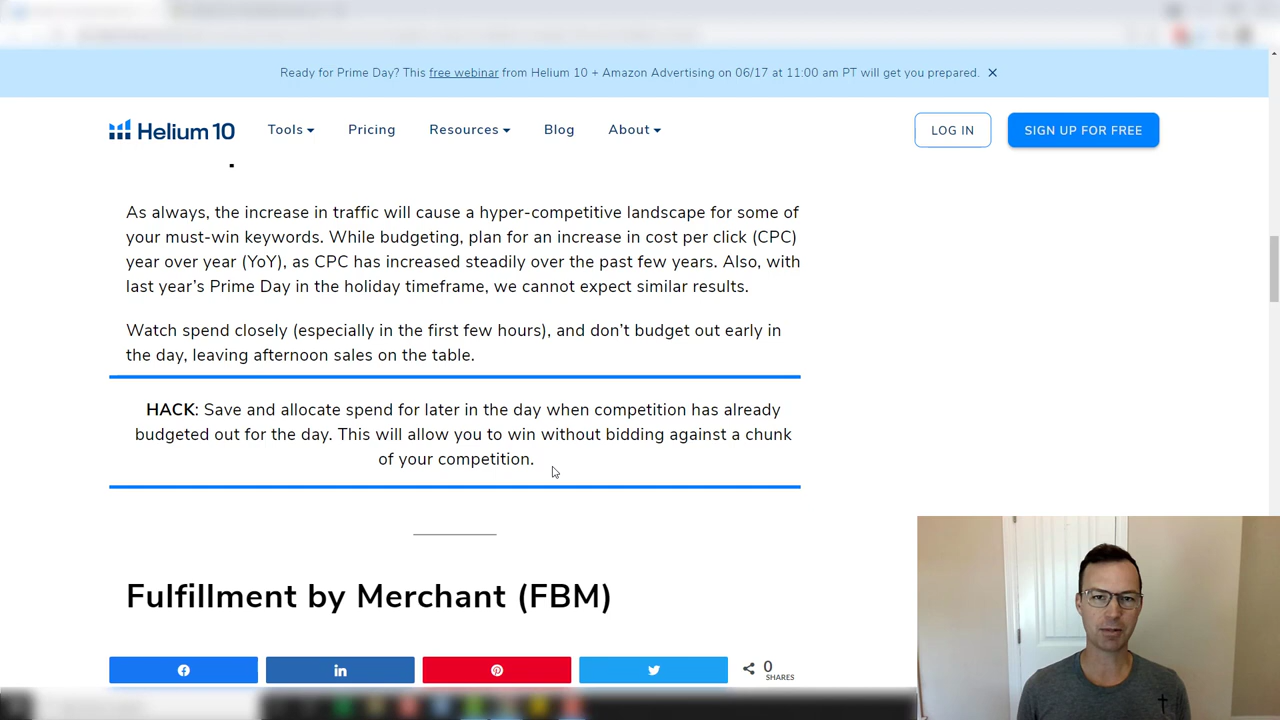 Ready for Prime Day? This free webinar from Helium 10 + Amazon Advertising on 06/17 at 11:00 am PT will get you prepared. ✕
Helium 10 Tools Pricing Resources Blog About LOG IN SIGN UP FOR FREE
As always, the increase in traffic will cause a hyper-competitive landscape for some of
your must-win keywords. While budgeting, plan for an increase in cost per click (CPC)
year over year (YoY), as CPC has increased steadily over the past few years. Also, with
last year’s Prime Day in the holiday timeframe, we cannot expect similar results.
Watch spend closely (especially in the first few hours), and don’t budget out early in
the day, leaving afternoon sales on the table.
HACK: Save and allocate spend for later in the day when competition has already
budgeted out for the day. This will allow you to win without bidding against a chunk
of your competition.
Fulfillment by Merchant (FBM)
0
SHARES